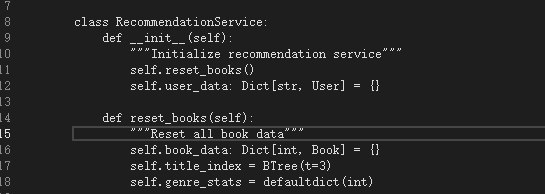 7
8 class RecommendationService:
9 def __init__(self):
10 """Initialize recommendation service"""
11 self.reset_books()
12 self.user_data: Dict[str, User] = {}
13
14 def reset_books(self):
15 """Reset all book data"""
16 self.book_data: Dict[int, Book] = {}
17 self.title_index = BTree(t=3)
18 self.genre_stats = defaultdict(int)